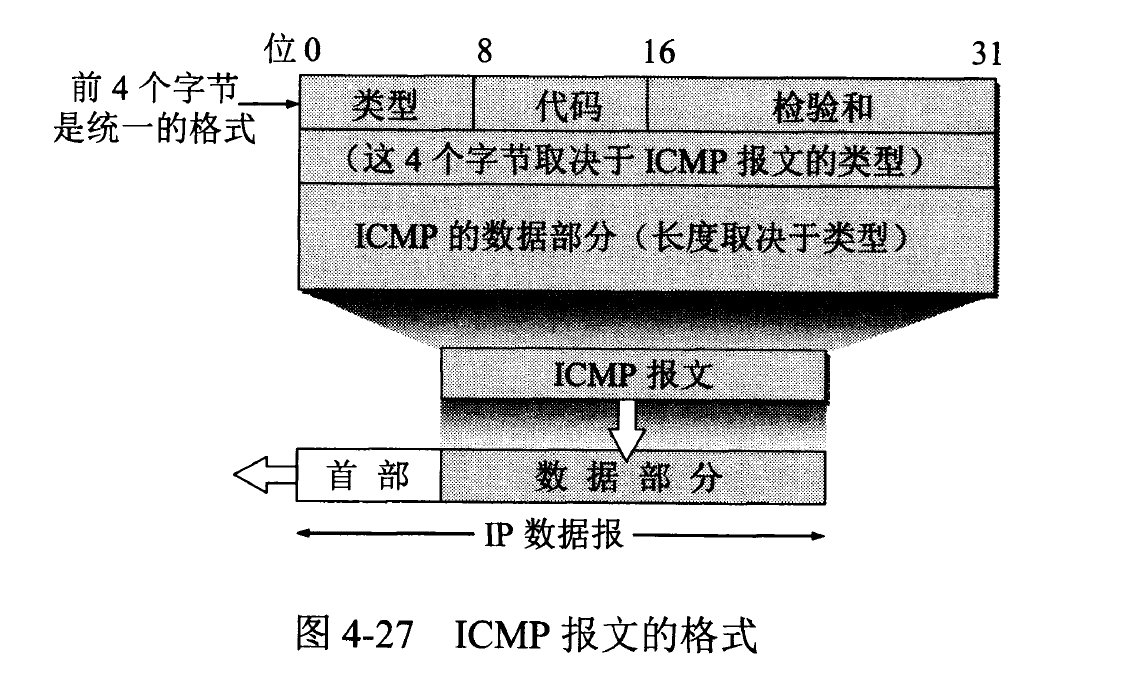 位 0 8 16 31
前 4 个字节
是统一的格式
类型 代码 检验和
（这 4 个字节取决于 ICMP 报文的类型）
ICMP 的数据部分（长度取决于类型）
ICMP 报文
首 部 数 据 部 分
IP 数据报
图 4-27 ICMP 报文的格式